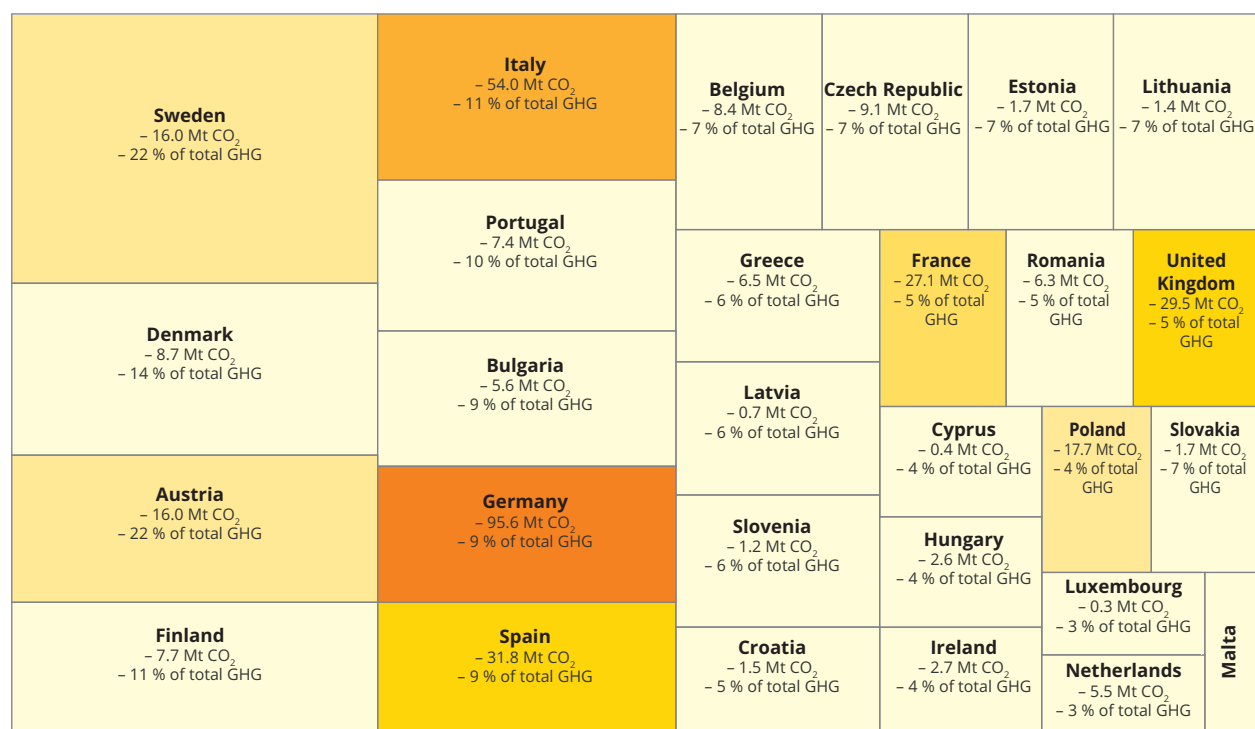 Sweden
– 16.0 Mt CO₂
– 22 % of total GHG
Denmark
– 8.7 Mt CO₂
– 14 % of total GHG
Austria
– 16.0 Mt CO₂
– 22 % of total GHG
Finland
– 7.7 Mt CO₂
– 11 % of total GHG
Italy
– 54.0 Mt CO₂
– 11 % of total GHG
Portugal
– 7.4 Mt CO₂
– 10 % of total GHG
Bulgaria
– 5.6 Mt CO₂
– 9 % of total GHG
Germany
– 95.6 Mt CO₂
– 9 % of total GHG
Spain
– 31.8 Mt CO₂
– 9 % of total GHG
Belgium
– 8.4 Mt CO₂
– 7 % of total GHG
Czech Republic
– 9.1 Mt CO₂
– 7 % of total GHG
Estonia
– 1.7 Mt CO₂
– 7 % of total GHG
Lithuania
– 1.4 Mt CO₂
– 7 % of total GHG
Greece
– 6.5 Mt CO₂
– 6 % of total GHG
Latvia
– 0.7 Mt CO₂
– 6 % of total GHG
Slovenia
– 1.2 Mt CO₂
– 6 % of total GHG
Croatia
– 1.5 Mt CO₂
– 5 % of total GHG
France
– 27.1 Mt CO₂
– 5 % of total
GHG
Romania
– 6.3 Mt CO₂
– 5 % of total
GHG
United
Kingdom
– 29.5 Mt CO₂
– 5 % of total
GHG
Cyprus
– 0.4 Mt CO₂
– 4 % of total GHG
Hungary
– 2.6 Mt CO₂
– 4 % of total GHG
Ireland
– 2.7 Mt CO₂
– 4 % of total GHG
Poland
– 17.7 Mt CO₂
– 4 % of total
GHG
Slovakia
– 1.7 Mt CO₂
– 7 % of total
GHG
Luxembourg
– 0.3 Mt CO₂
– 3 % of total GHG
Netherlands
– 5.5 Mt CO₂
– 3 % of total GHG
Malta